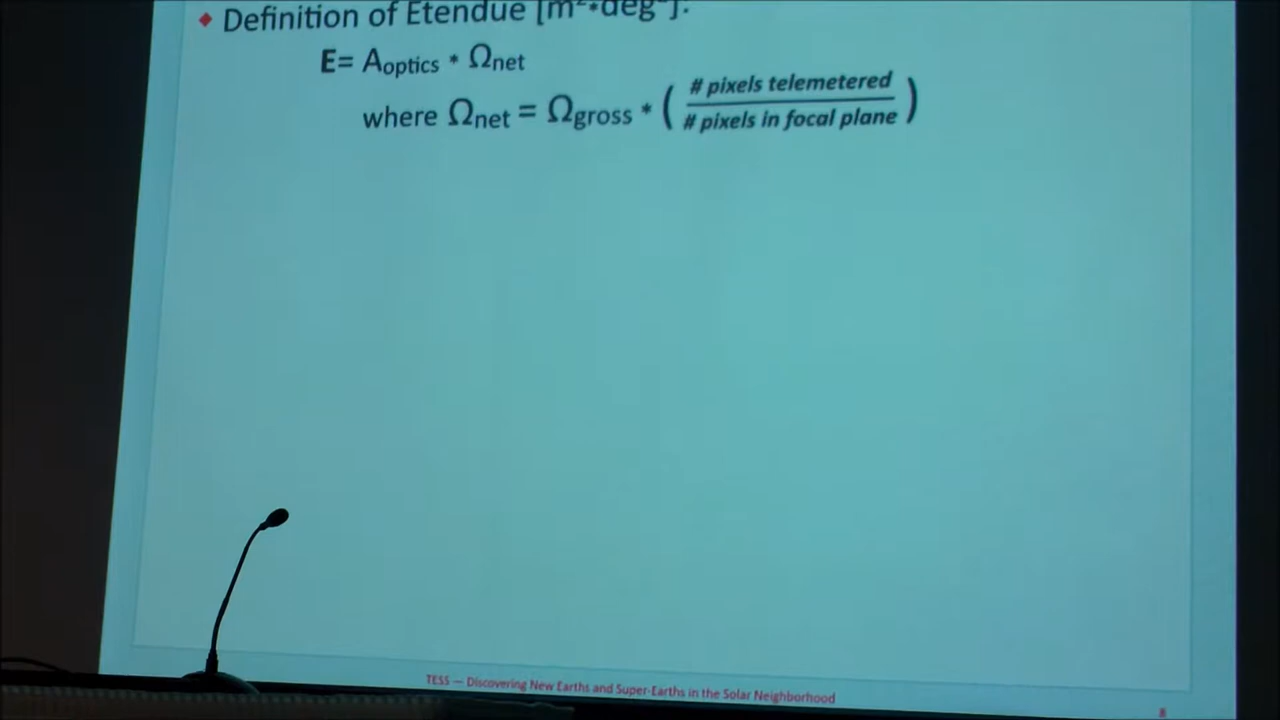 Definition of Etendue [m²*deg²]:
E= Aoptics * Ωnet
where Ωnet = Ωgross * ( # pixels telemetered / # pixels in focal plane )
TESS — Discovering New Earths and Super-Earths in the Solar Neighborhood
8